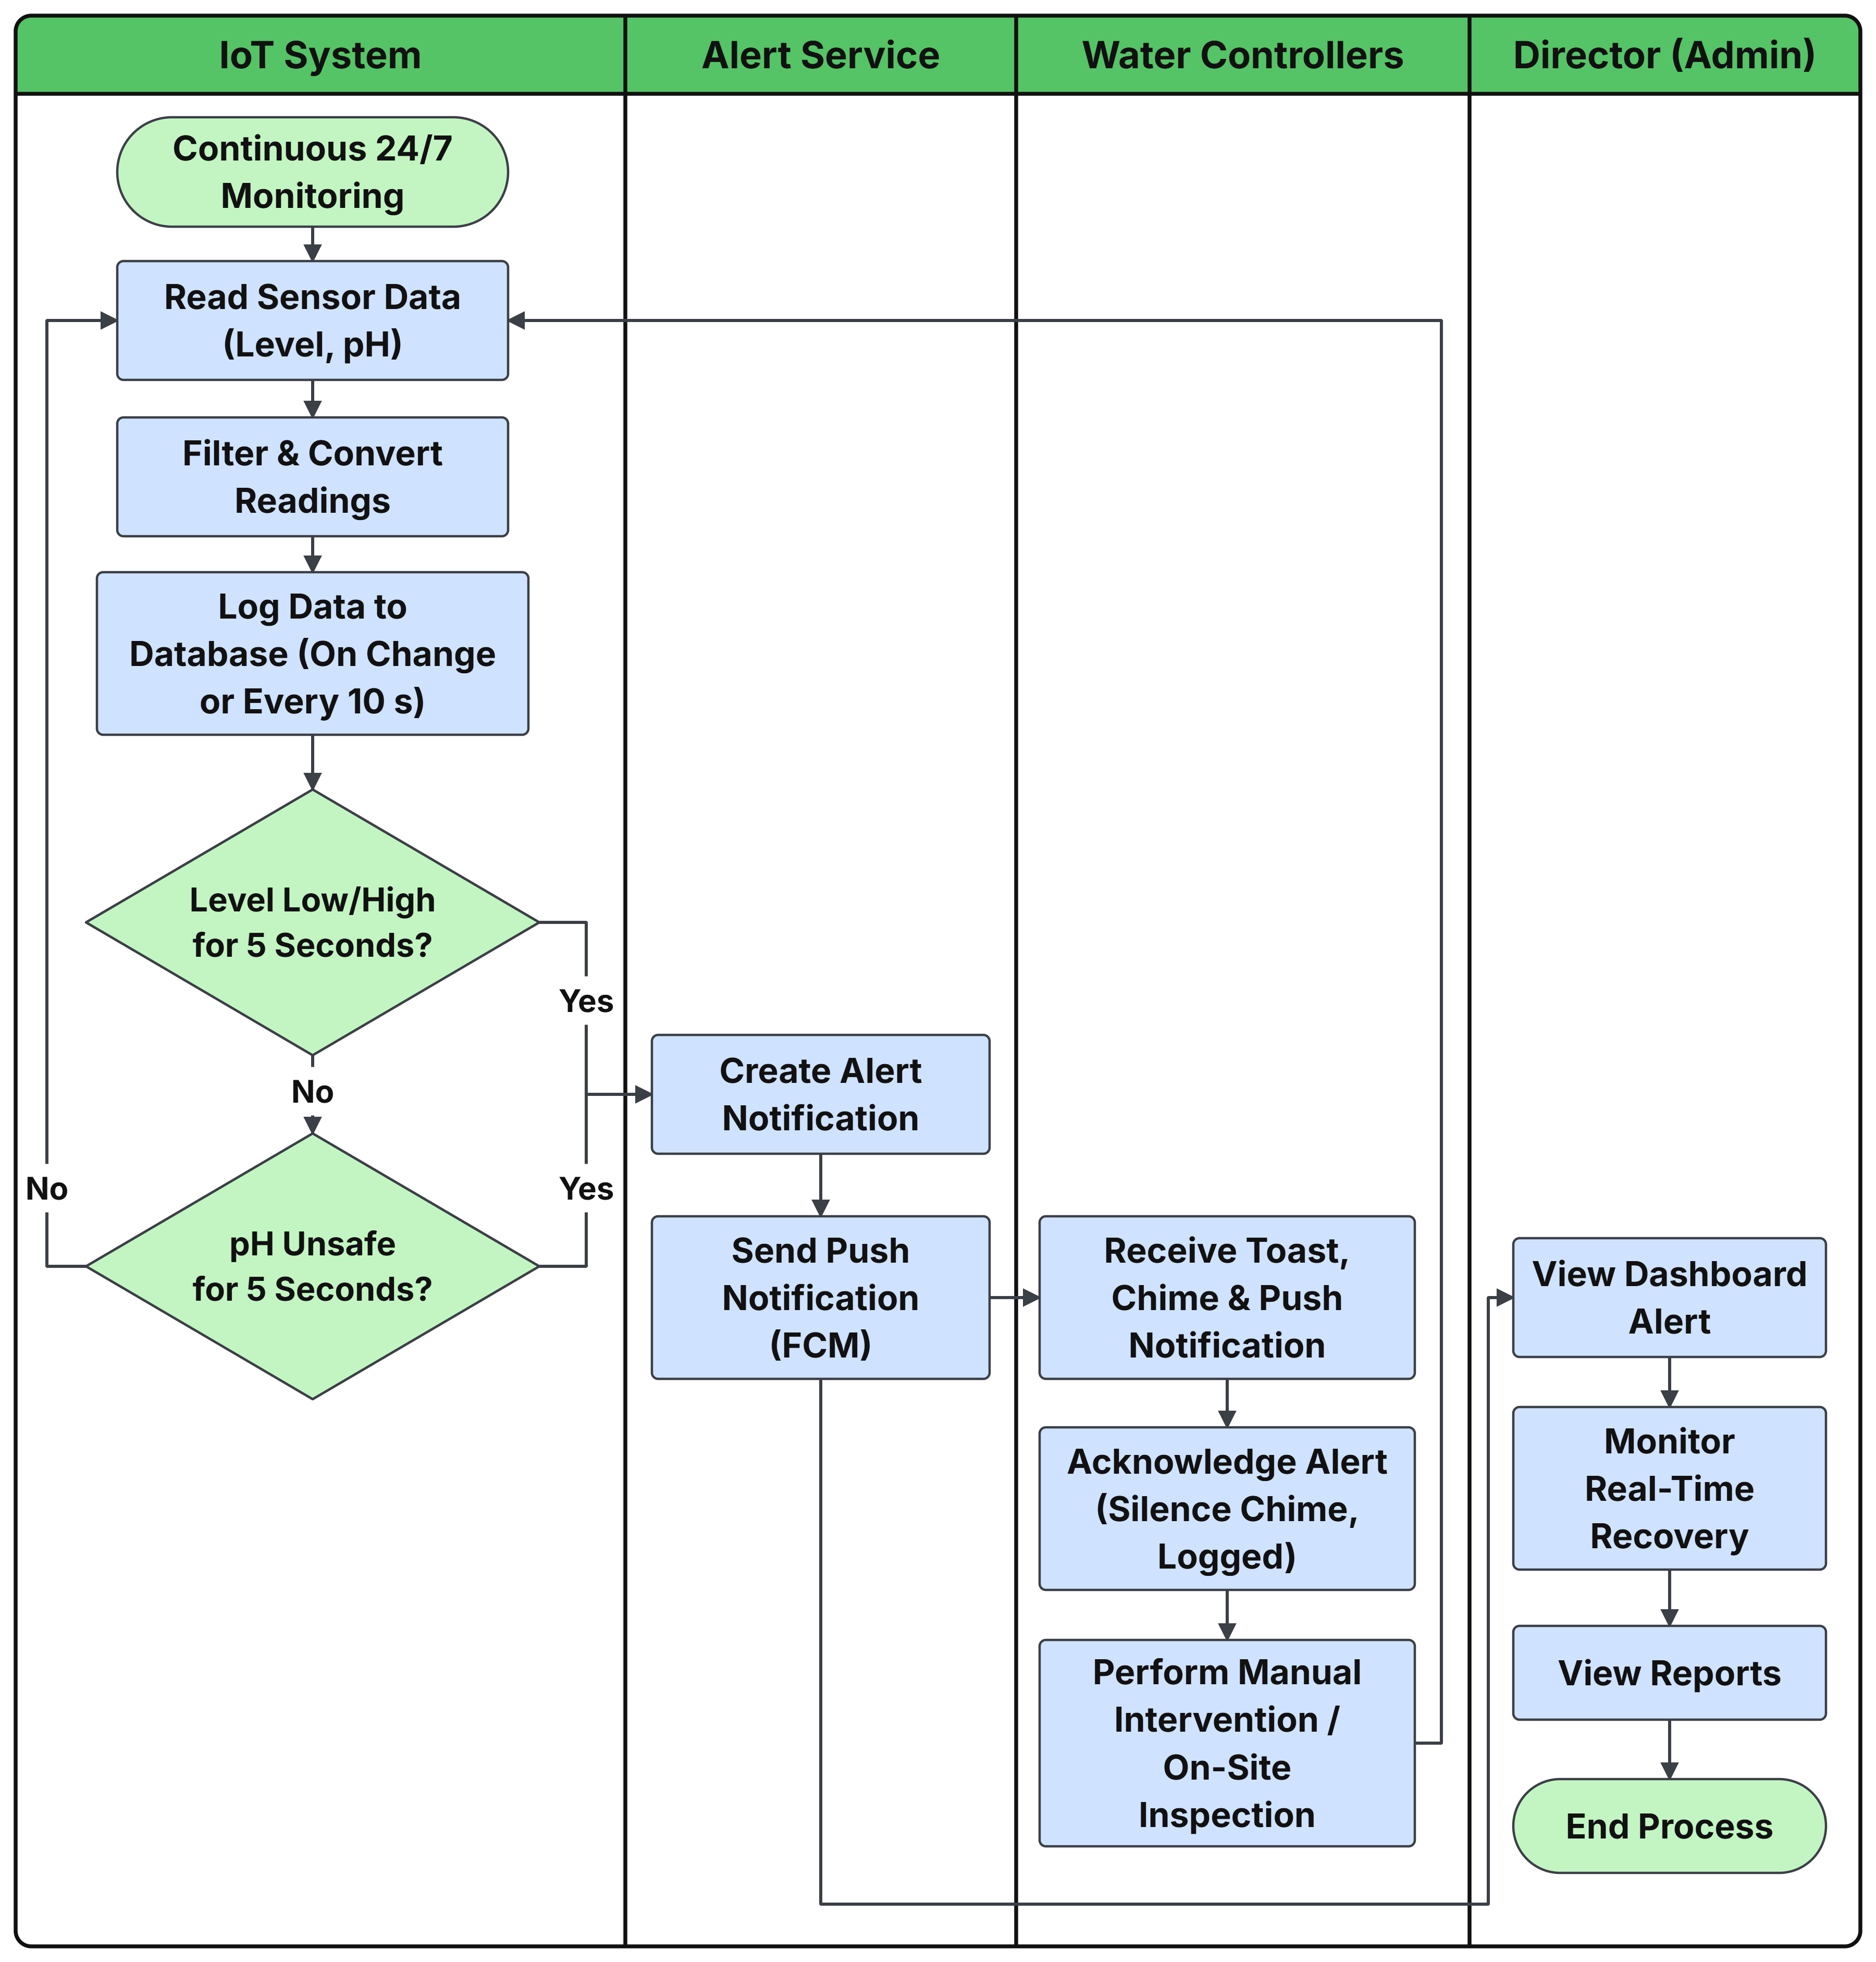 IoT System
Alert Service
Water Controllers
Director (Admin)
Continuous 24/7
Monitoring
Read Sensor Data
(Level, pH)
Filter & Convert
Readings
Log Data to
Database (On Change
or Every 10 s)
Level Low/High
for 5 Seconds?
Yes
No
pH Unsafe
for 5 Seconds?
No
Yes
Create Alert
Notification
Send Push
Notification
(FCM)
Receive Toast,
Chime & Push
Notification
Acknowledge Alert
(Silence Chime,
Logged)
Perform Manual
Intervention /
On-Site
Inspection
View Dashboard
Alert
Monitor
Real-Time
Recovery
View Reports
End Process